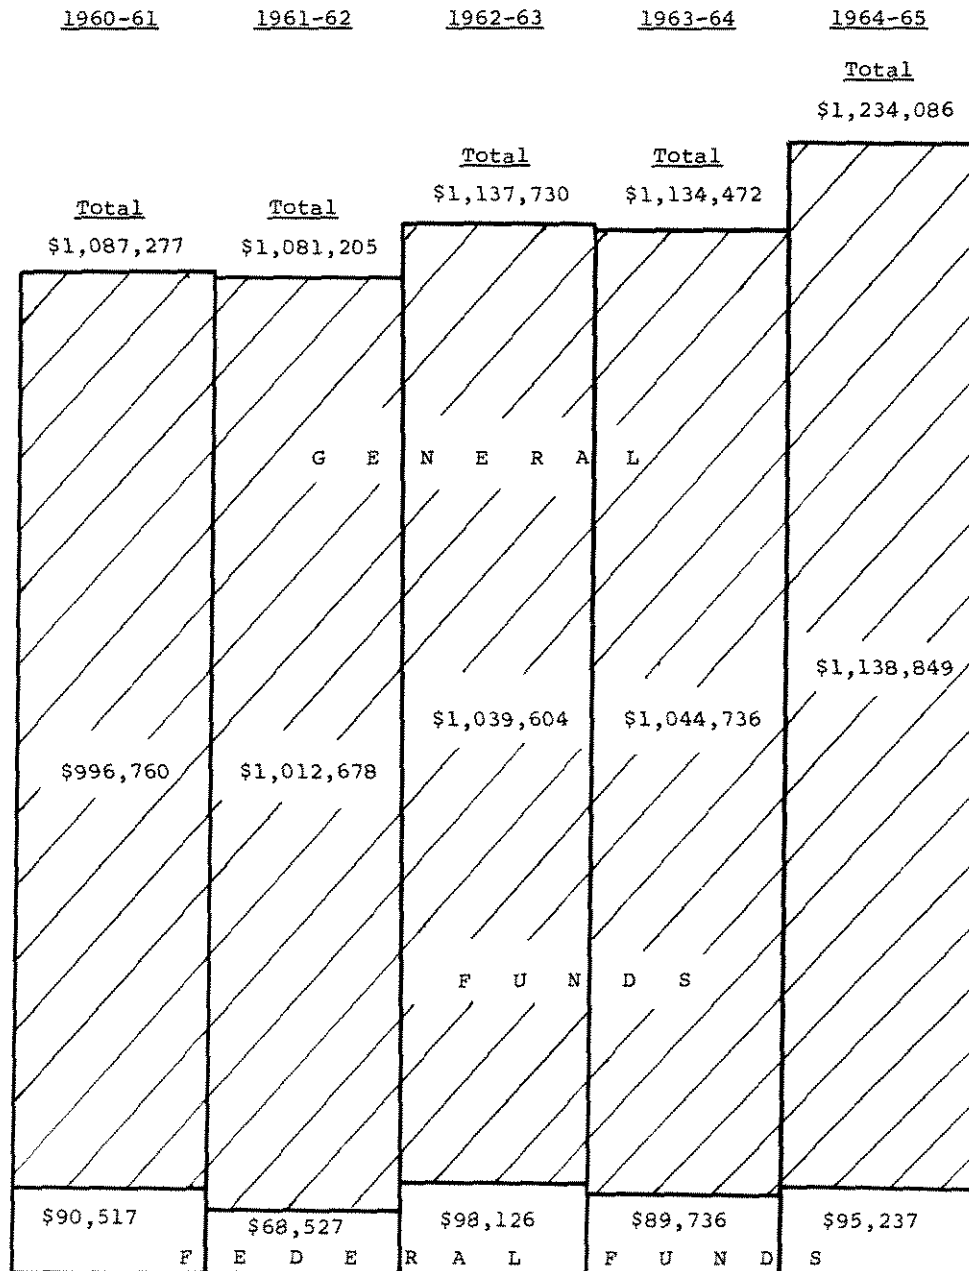 1960-61 1961-62 1962-63 1963-64 1964-65
Total
$1,234,086
Total Total
$1,137,730 $1,134,472
Total Total
$1,087,277 $1,081,205
G E N E R A L
$1,138,849
$1,039,604 $1,044,736
$996,760 $1,012,678
F U N D S
$90,517 $68,527 $98,126 $89,736 $95,237
F E D E R A L F U N D S